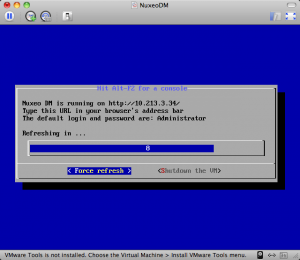 NuxeoDM
Hit Alt-F2 for a console
Nuxeo DM is running on http://10.213.3.34/
Type this URL in your browser's address bar
The default login and password are: Administrator
Refreshing in ...
8
< Force refresh >
<Shutdown the VM>
VMware Tools is not installed. Choose the Virtual Machine > Install VMware Tools menu.